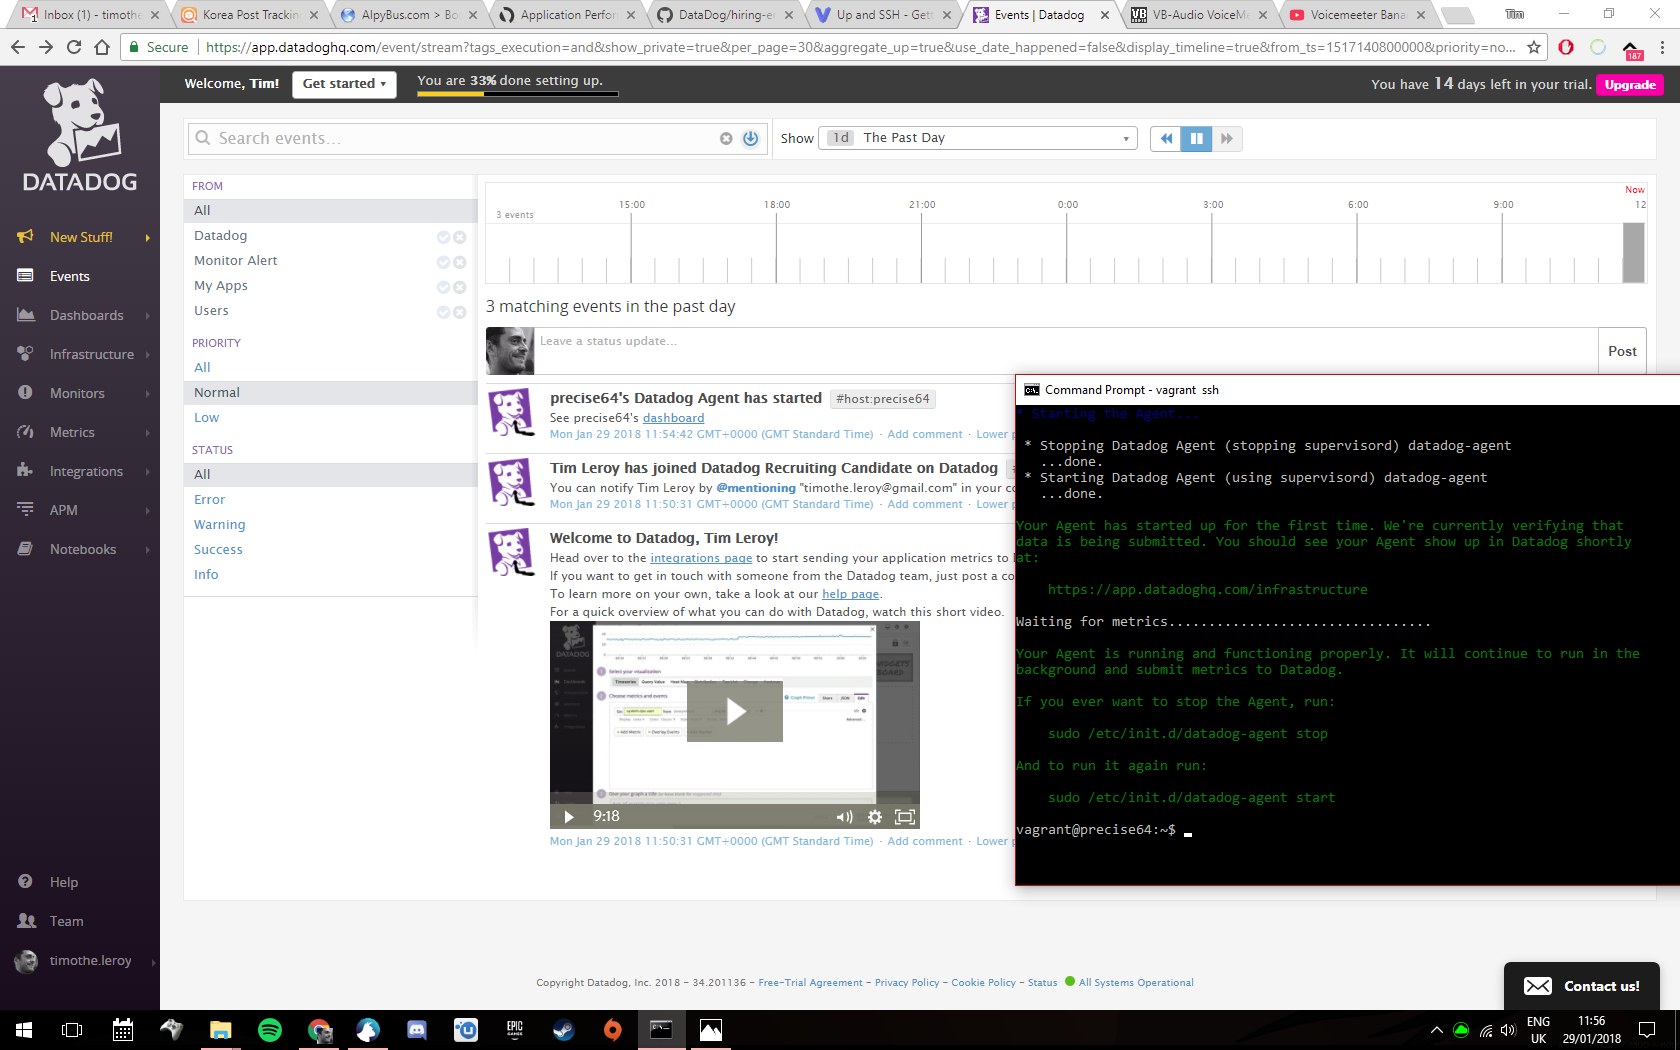 Inbox (1) - timothe
Korea Post Trackin
AlpyBus.com > Bo
Application Perfor
DataDog/hiring-e
Up and SSH - Gett
Events | Datadog
VB-Audio VoiceMe
Voicemeeter Bana
Tim
Secure
https://app.datadoghq.com/event/stream?tags_execution=and&show_private=true&per_page=30&aggregate_up=true&use_date_happened=false&display_timeline=true&from_ts=1517140800000&priority=no...
187
Welcome, Tim!
Get started
You are 33% done setting up.
You have 14 days left in your trial.
Upgrade
DATADOG
Search events...
Show
1d The Past Day
New Stuff!
Events
Dashboards
Infrastructure
Monitors
Metrics
Integrations
APM
Notebooks
Help
Team
timothe.leroy
FROM
All
Datadog
Monitor Alert
My Apps
Users
PRIORITY
All
Normal
Low
STATUS
All
Error
Warning
Success
Info
Now
15:00 18:00 21:00 0:00 3:00 6:00 9:00 12
3 events
3 matching events in the past day
Leave a status update...
Post
precise64's Datadog Agent has started #host:precise64
See precise64's dashboard
Mon Jan 29 2018 11:54:42 GMT+0000 (GMT Standard Time) · Add comment · Lower p
Tim Leroy has joined Datadog Recruiting Candidate on Datadog
You can notify Tim Leroy by @mentioning "timothe.leroy@gmail.com" in your co
Mon Jan 29 2018 11:50:31 GMT+0000 (GMT Standard Time) · Add comment · Lower p
Welcome to Datadog, Tim Leroy!
Head over to the integrations page to start sending your application metrics to
If you want to get in touch with someone from the Datadog team, just post a co
To learn more on your own, take a look at our help page.
For a quick overview of what you can do with Datadog, watch this short video.
DATADOG
Select your visualization
Choose metrics and events
9:18
Mon Jan 29 2018 11:50:31 GMT+0000 (GMT Standard Time) · Add comment · Lower p
Command Prompt - vagrant ssh
* Starting the Agent...
* Stopping Datadog Agent (stopping supervisord) datadog-agent
...done.
* Starting Datadog Agent (using supervisord) datadog-agent
...done.
Your Agent has started up for the first time. We're currently verifying that
data is being submitted. You should see your Agent show up in Datadog shortly
at:
https://app.datadoghq.com/infrastructure
Waiting for metrics.................................
Your Agent is running and functioning properly. It will continue to run in the
background and submit metrics to Datadog.
If you ever want to stop the Agent, run:
sudo /etc/init.d/datadog-agent stop
And to run it again run:
sudo /etc/init.d/datadog-agent start
vagrant@precise64:~$
Copyright Datadog, Inc. 2018 - 34.201136 - Free-Trial Agreement - Privacy Policy - Cookie Policy - Status All Systems Operational
Contact us!
EPIC
GAMES
ENG
UK
11:56
29/01/2018